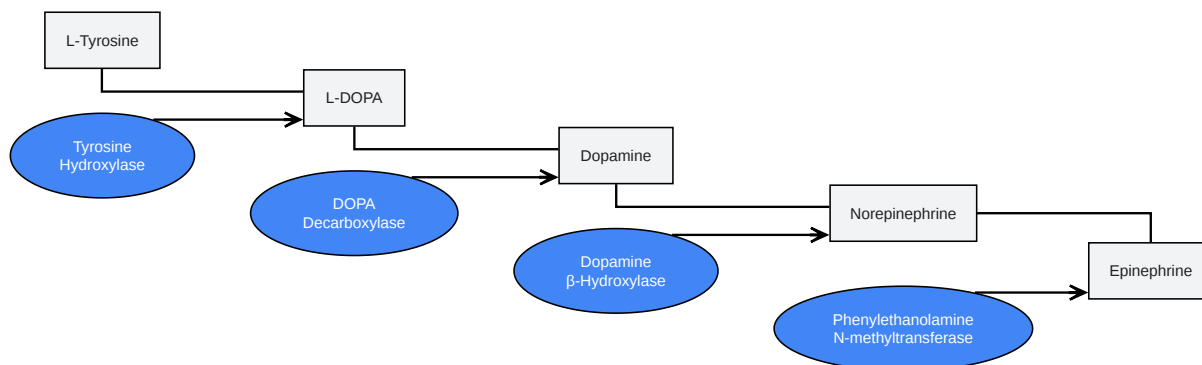 L-Tyrosine
L-DOPA
Tyrosine
Hydroxylase
Dopamine
DOPA
Decarboxylase
Norepinephrine
Dopamine
β-Hydroxylase
Epinephrine
Phenylethanolamine
N-methyltransferase